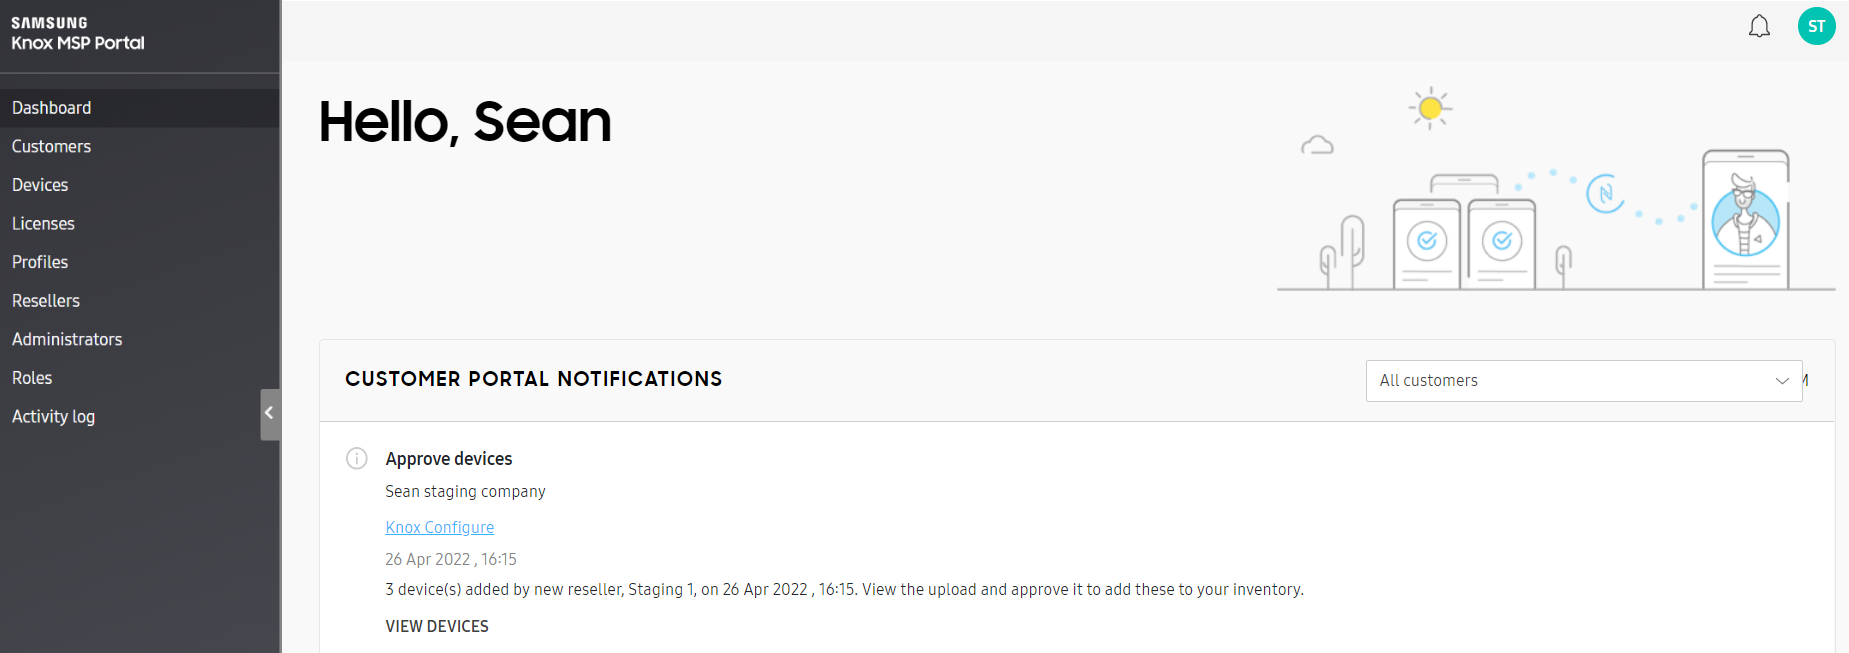 SAMSUNG
Knox MSP Portal
Dashboard
Customers
Devices
Licenses
Profiles
Resellers
Administrators
Roles
Activity log
ST
Hello, Sean
CUSTOMER PORTAL NOTIFICATIONS
All customers
Approve devices
Sean staging company
Knox Configure
26 Apr 2022 , 16:15
3 device(s) added by new reseller, Staging 1, on 26 Apr 2022 , 16:15. View the upload and approve it to add these to your inventory.
VIEW DEVICES